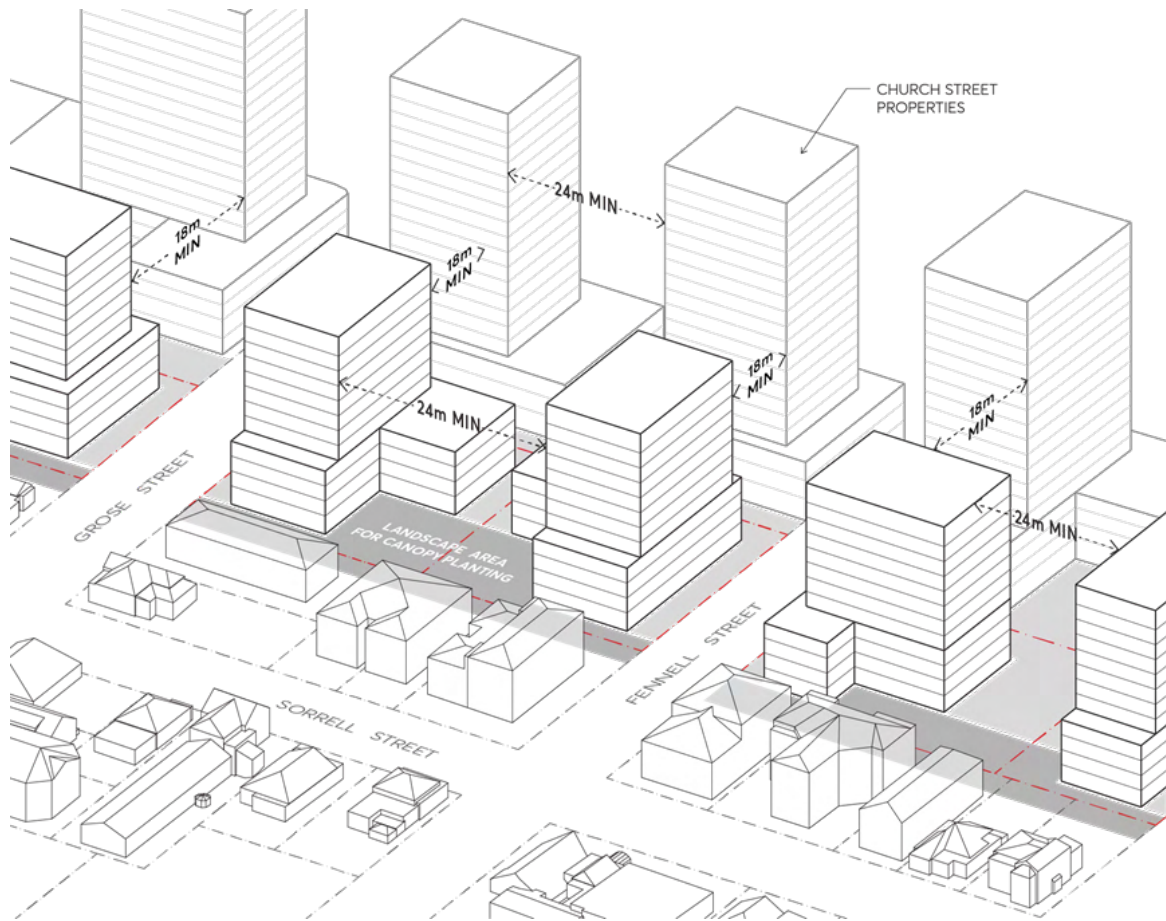 CHURCH STREET
PROPERTIES
24m MIN
18m
MIN
18m
MIN
18m
MIN
24m MIN
18m
MIN
GROSE STREET
24m MIN
LANDSCAPE AREA
FOR CANOPY PLANTING
FENNELL STREET
SORRELL STREET